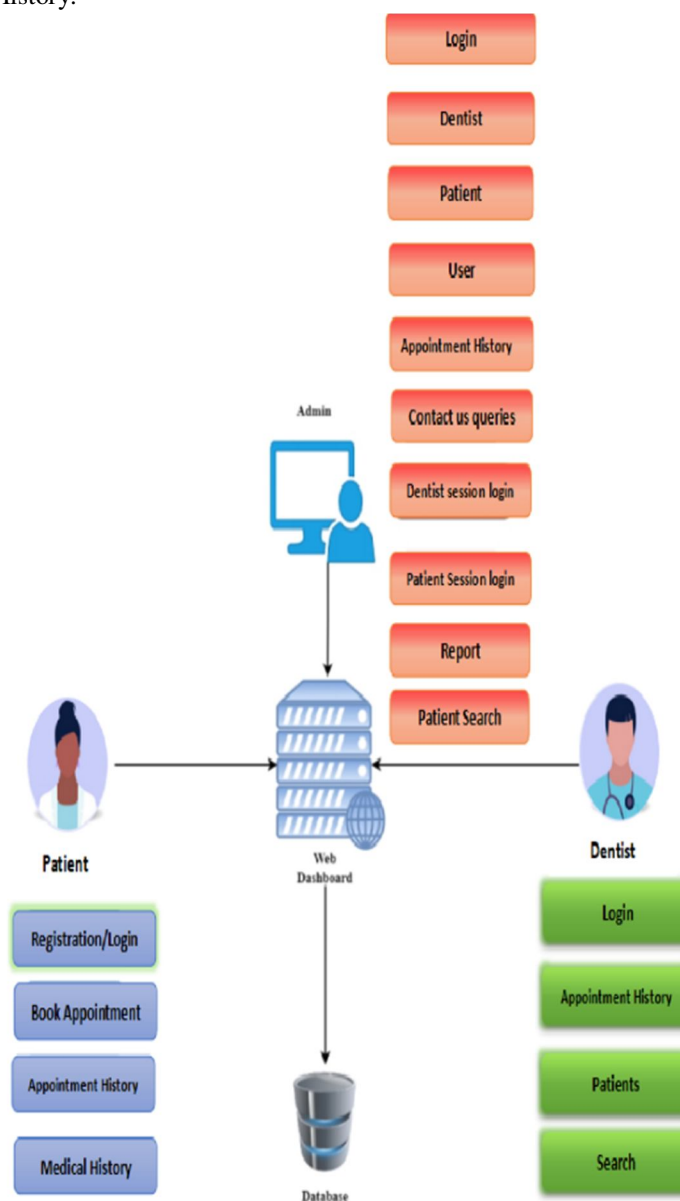 History.
Login
Dentist
Patient
User
Appointment History
Contact us queries
Dentist session login
Patient Session login
Report
Patient Search
Admin
Web
Dashboard
Patient
Registration/Login
Book Appointment
Appointment History
Medical History
Dentist
Login
Appointment History
Patients
Search
Database